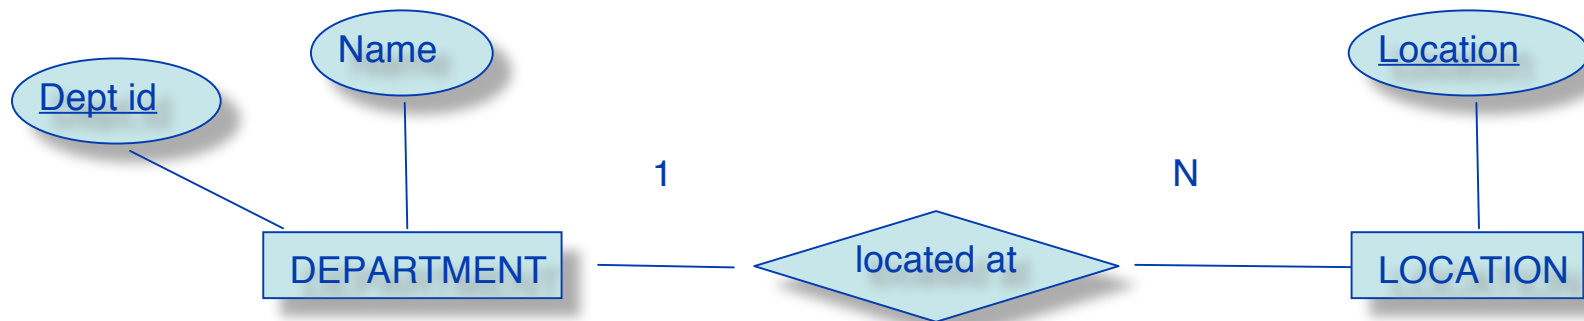 Name
Location
Dept id
1
N
DEPARTMENT
located at
LOCATION